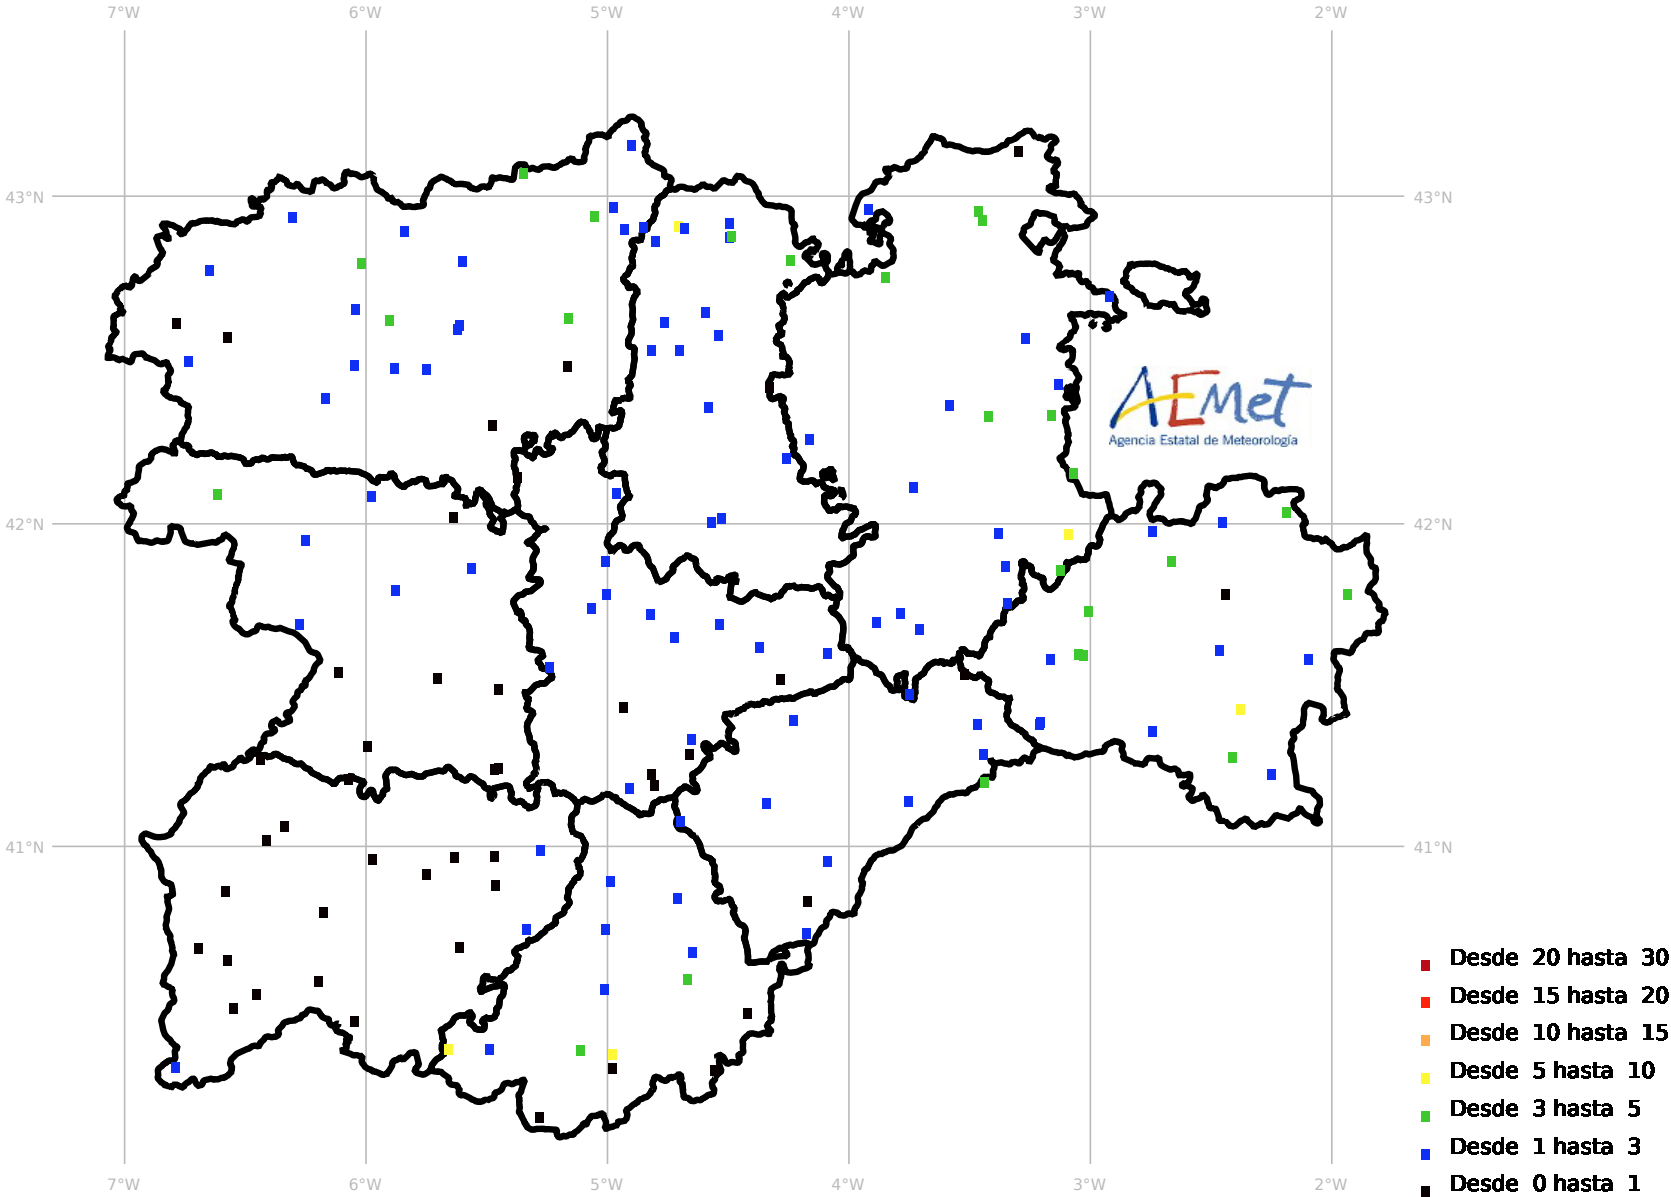 7°W 6°W 5°W 4°W 3°W 2°W
43°N 43°N
AEMet
Agencia Estatal de Meteorología
42°N 42°N
41°N 41°N
Desde 20 hasta 30
Desde 15 hasta 20
Desde 10 hasta 15
Desde 5 hasta 10
Desde 3 hasta 5
Desde 1 hasta 3
Desde 0 hasta 1
7°W 6°W 5°W 4°W 3°W 2°W